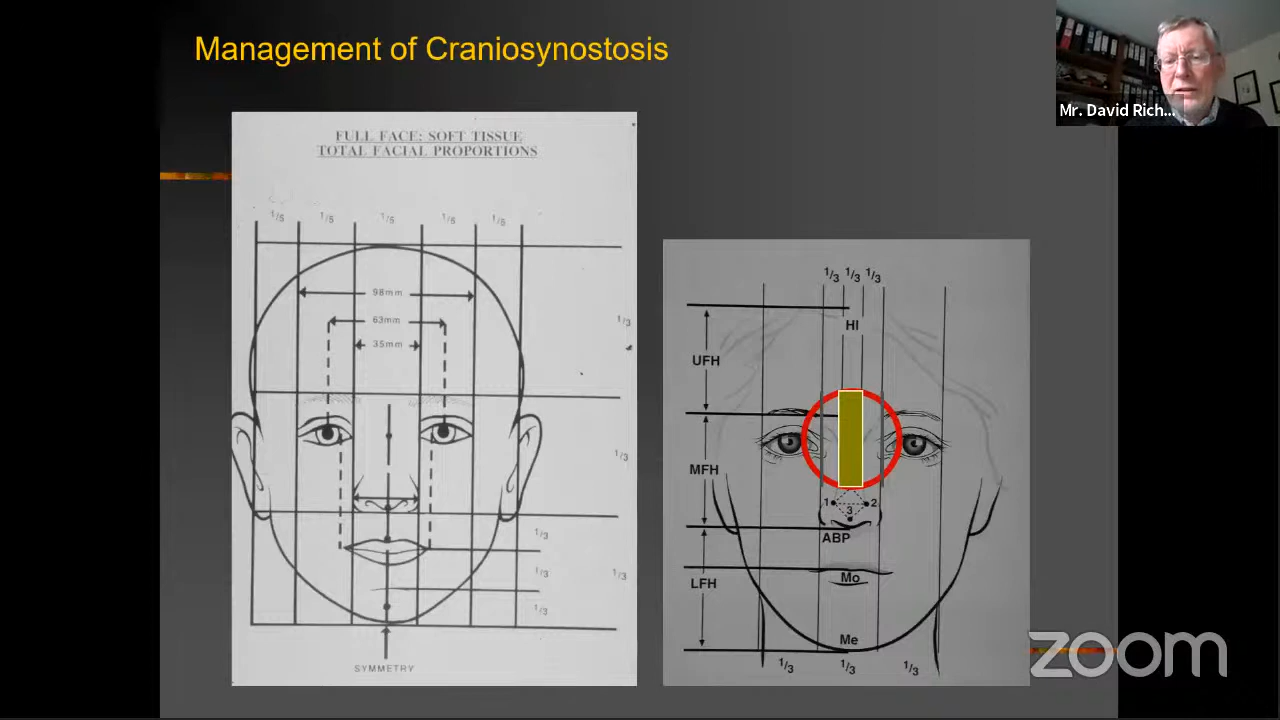 Management of Craniosynostosis
Mr. David Rich...
FULL FACE: SOFT TISSUE
TOTAL FACIAL PROPORTIONS
1/5 1/5 1/5 1/5 1/5
98mm
63mm
35mm
1/3
1/3
1/3
1/3
1/3
1/3
SYMMETRY
1/3 1/3 1/3
HI
UFH
MFH
1 2
3
ABP
LFH
Mo
Me
1/3 1/3 1/3
zoom